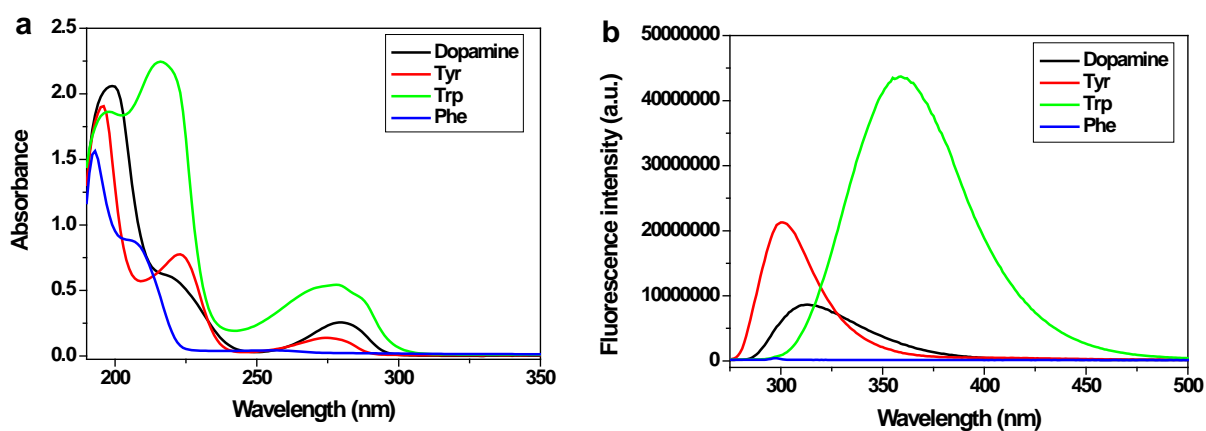 a
2.5
2.0
1.5
1.0
0.5
0.0
Absorbance
200 250 300 350
Wavelength (nm)
Dopamine
Tyr
Trp
Phe
b
50000000
40000000
30000000
20000000
10000000
0
Fluorescence intensity (a.u.)
300 350 400 450 500
Wavelength (nm)
Dopamine
Tyr
Trp
Phe